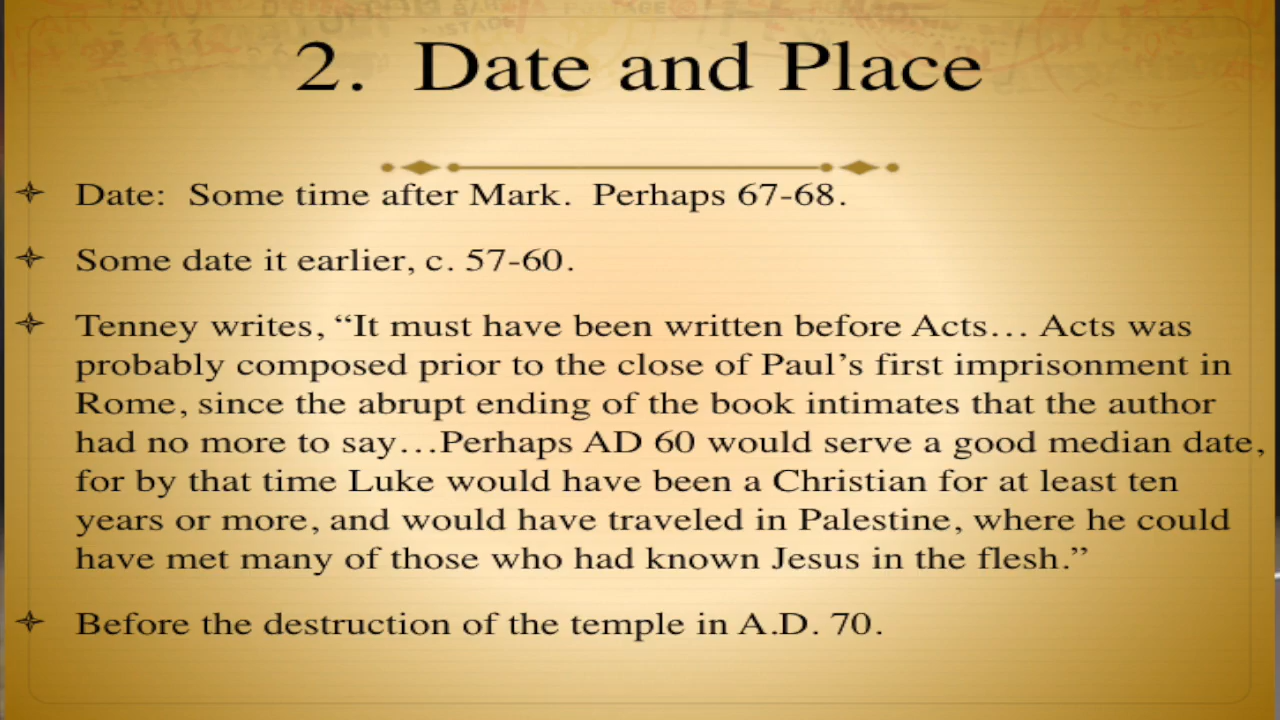 2. Date and Place
Date: Some time after Mark. Perhaps 67-68.
Some date it earlier, c. 57-60.
Tenney writes, “It must have been written before Acts… Acts was
probably composed prior to the close of Paul’s first imprisonment in
Rome, since the abrupt ending of the book intimates that the author
had no more to say…Perhaps AD 60 would serve a good median date,
for by that time Luke would have been a Christian for at least ten
years or more, and would have traveled in Palestine, where he could
have met many of those who had known Jesus in the flesh.”
Before the destruction of the temple in A.D. 70.